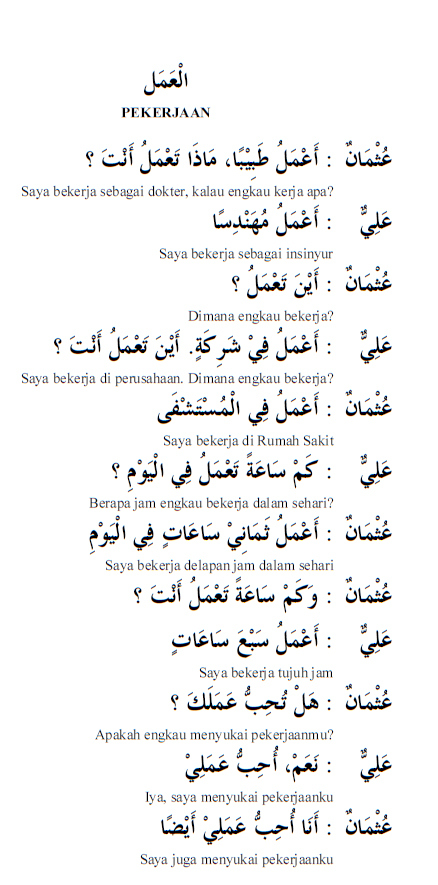 الْعَمَل
PEKERJAAN
عُثْمَانٌ : أَعْمَلُ طَبِيْبًا، مَاذَا تَعْمَلُ أَنْتَ ؟
Saya bekerja sebagai dokter, kalau engkau kerja apa?
عَلِيٌّ : أَعْمَلُ مُهَنْدِسًا
Saya bekerja sebagai insinyur
عُثْمَانٌ : أَيْنَ تَعْمَلُ ؟
Dimana engkau bekerja?
عَلِيٌّ : أَعْمَلُ فِيْ شَرِكَةٍ. أَيْنَ تَعْمَلُ أَنْتَ ؟
Saya bekerja di perusahaan. Dimana engkau bekerja?
عُثْمَانٌ : أَعْمَلُ فِي الْمُسْتَشْفَى
Saya bekerja di Rumah Sakit
عَلِيٌّ : كَمْ سَاعَةً تَعْمَلُ فِي الْيَوْمِ ؟
Berapa jam engkau bekerja dalam sehari?
عُثْمَانٌ : أَعْمَلُ ثَمَانِيْ سَاعَاتٍ فِي الْيَوْمِ
Saya bekerja delapan jam dalam sehari
عُثْمَانٌ : وَكَمْ سَاعَةً تَعْمَلُ أَنْتَ ؟
عَلِيٌّ : أَعْمَلُ سَبْعَ سَاعَاتٍ
Saya bekerja tujuh jam
عُثْمَانٌ : هَلْ تُحِبُّ عَمَلَكَ ؟
Apakah engkau menyukai pekerjaanmu?
عَلِيٌّ : نَعَمْ، أُحِبُّ عَمَلِيْ
Iya, saya menyukai pekerjaanku
عُثْمَانٌ : أَنَا أُحِبُّ عَمَلِيْ أَيْضًا
Saya juga menyukai pekerjaanku